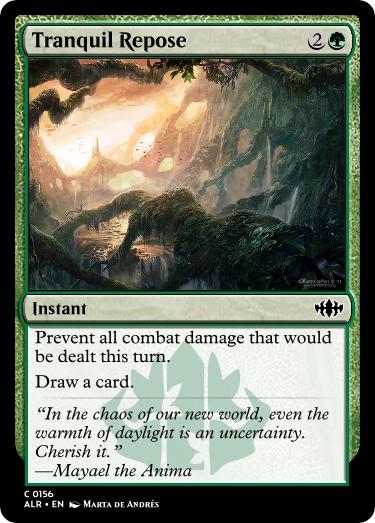 Tranquil Repose 2
Instant
Prevent all combat damage that would
be dealt this turn.
Draw a card.
“In the chaos of our new world, even the
warmth of daylight is an uncertainty.
Cherish it.”
—Mayael the Anima
C 0156
ALR • EN Marta de Andrés